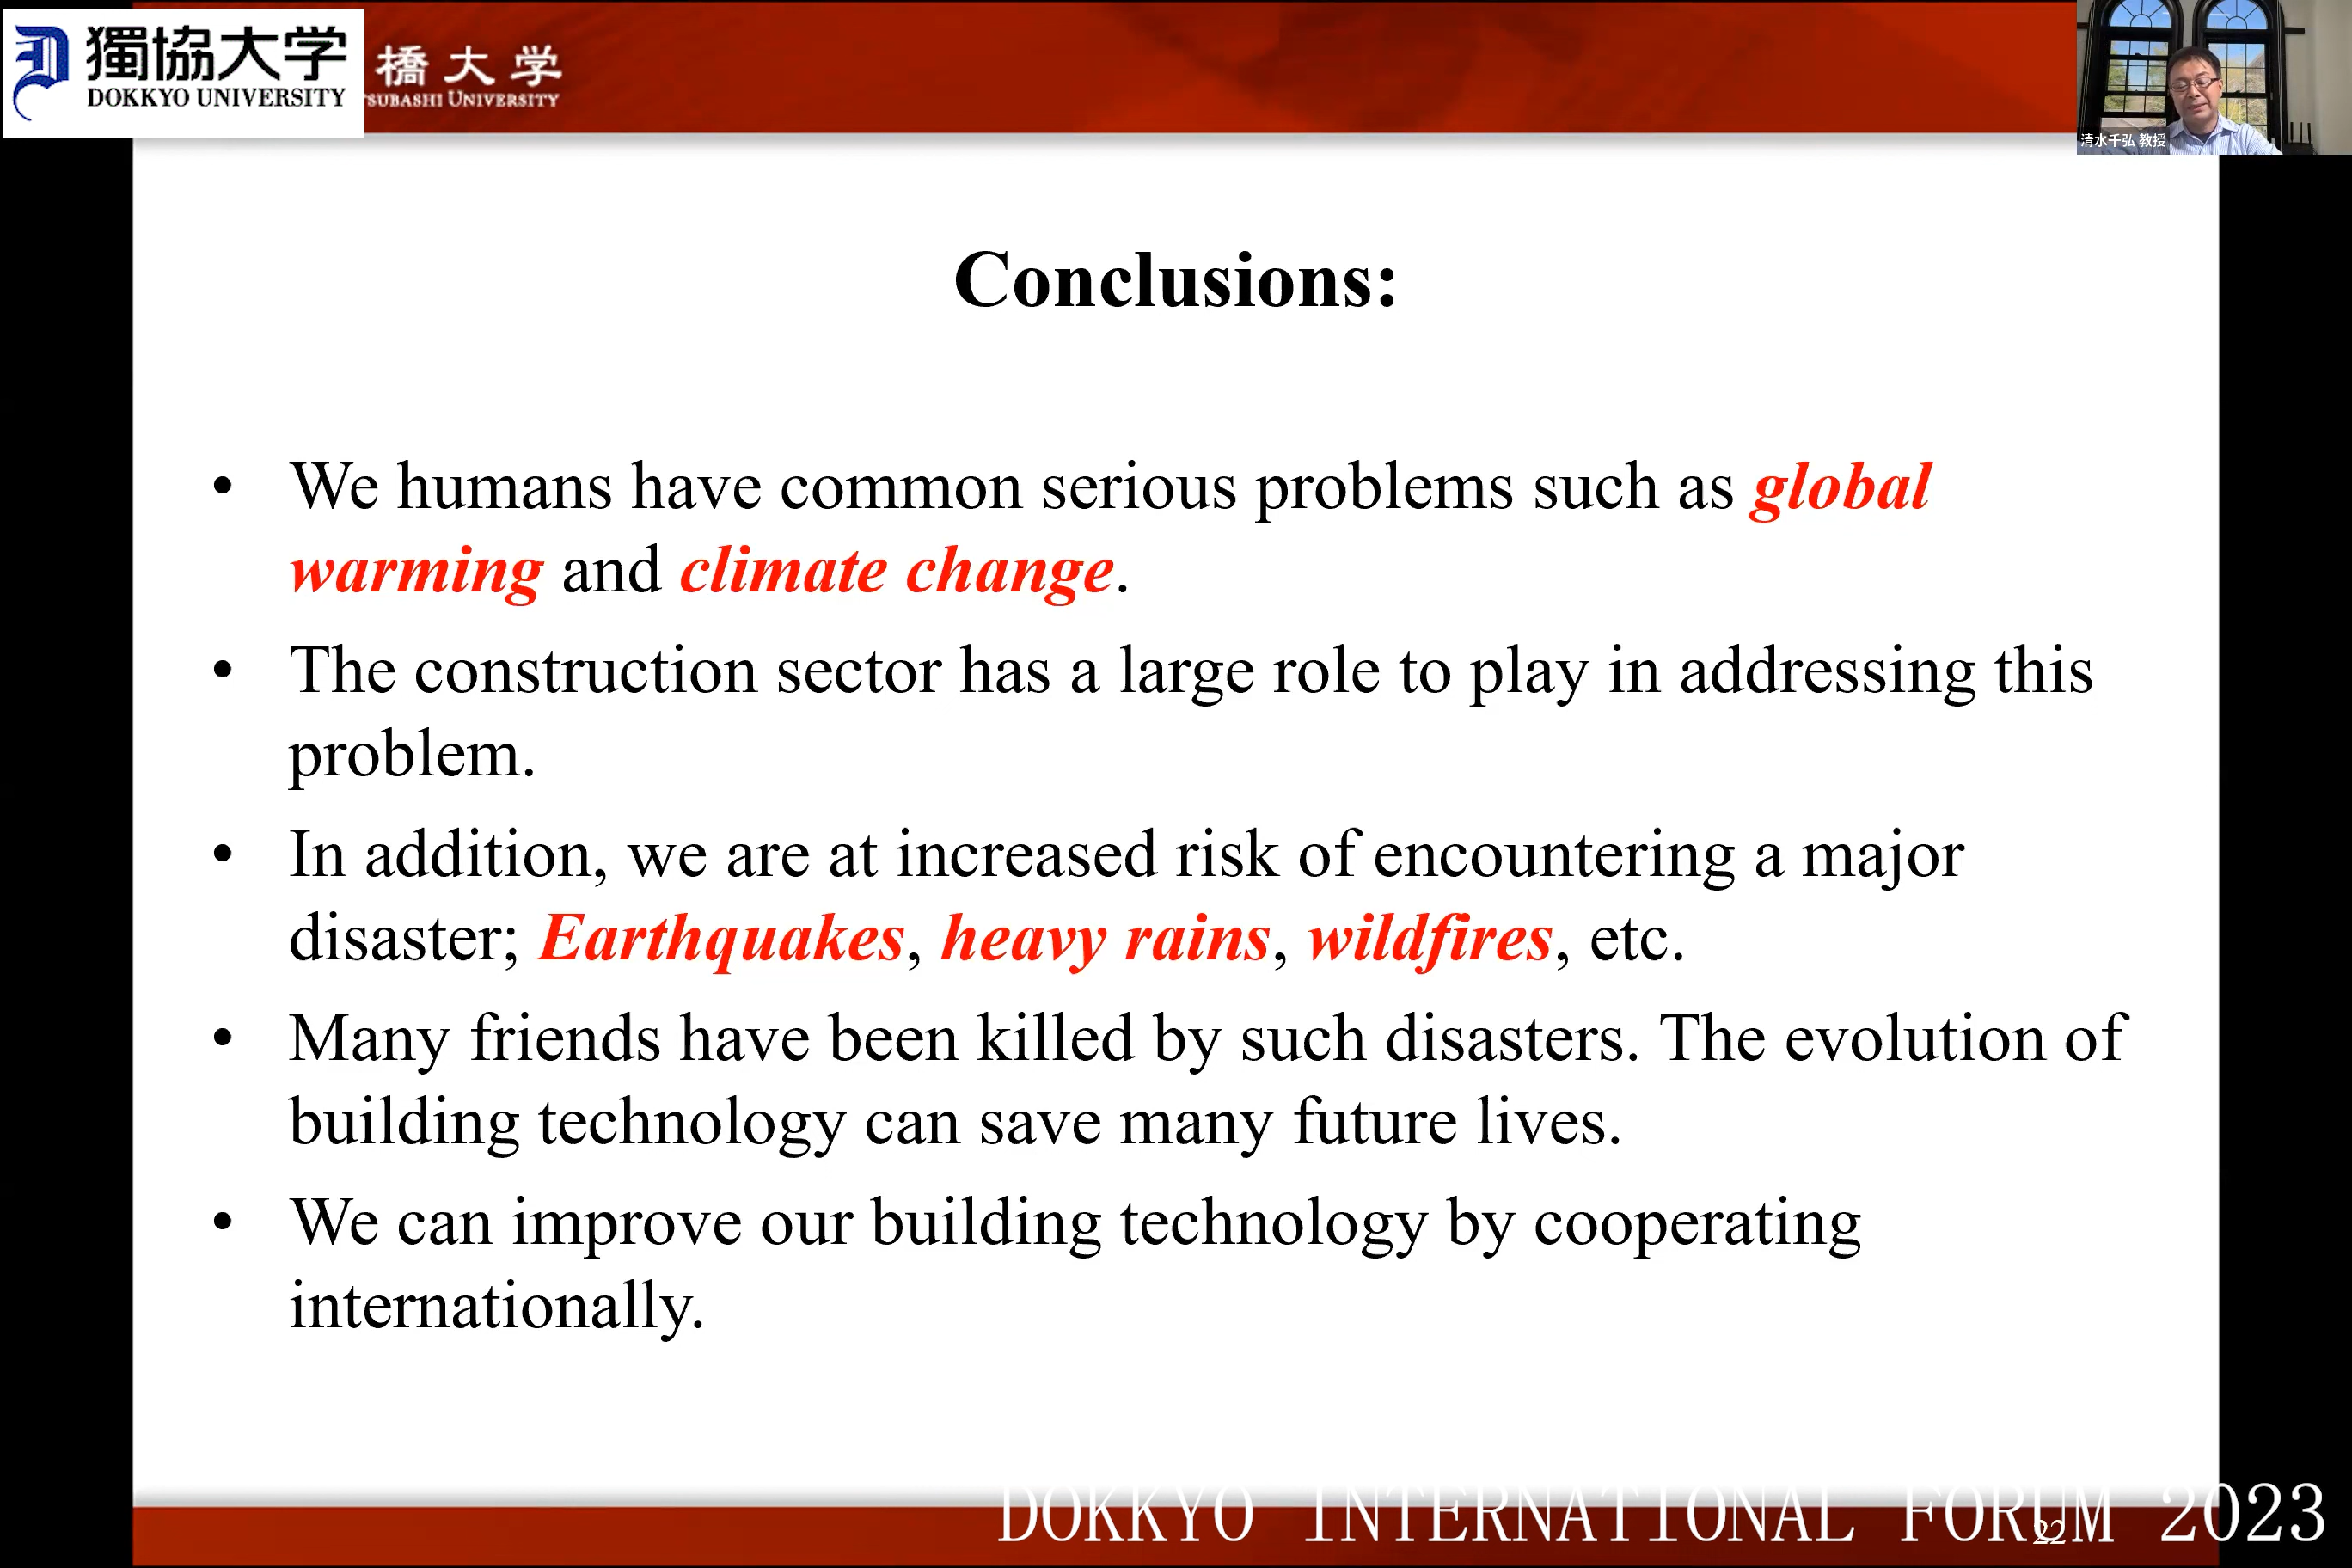 獨協大学
DOKKYO UNIVERSITY
橋大学
TSUBASHI UNIVERSITY
清水千弘 教授
Conclusions:
• We humans have common serious problems such as global
warming and climate change.
• The construction sector has a large role to play in addressing this
problem.
• In addition, we are at increased risk of encountering a major
disaster; Earthquakes, heavy rains, wildfires, etc.
• Many friends have been killed by such disasters. The evolution of
building technology can save many future lives.
• We can improve our building technology by cooperating
internationally.
DOKKYO INTERNATIONAL FORUM 2023
22